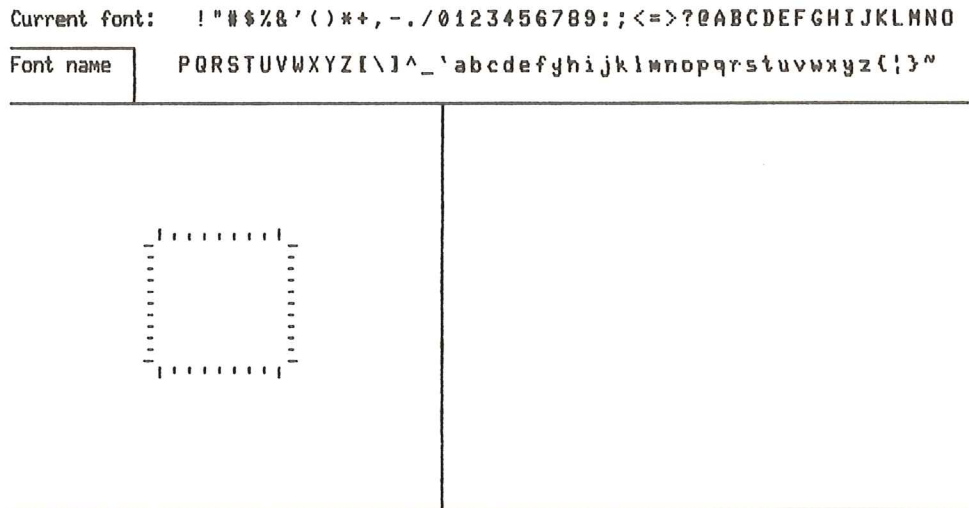 Current font: !"#$%&'()*+,-./0123456789:;<=>?@ABCDEFGHIJKLMNO
Font name PQRSTUVWXYZ[\]^_`abcdefghijklmnopqrstuvwxyz{¦}~